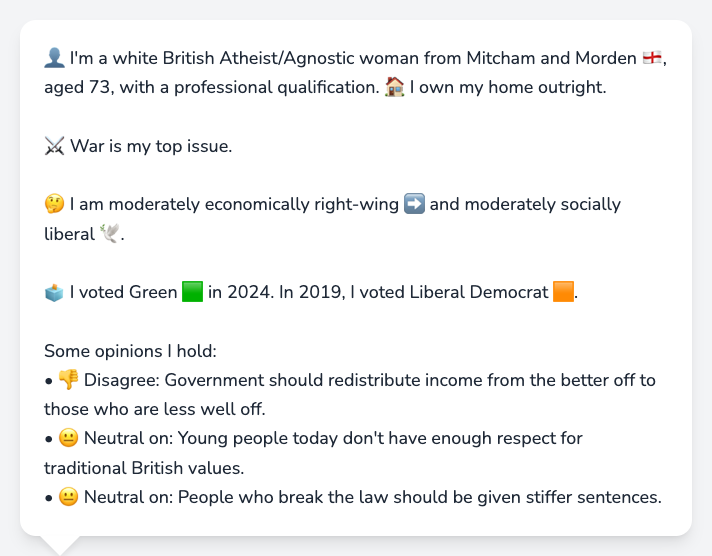 👤 I'm a white British Atheist/Agnostic woman from Mitcham and Morden 🏴󠁧󠁢󠁥󠁮󠁧󠁿,
aged 73, with a professional qualification. 🏠 I own my home outright.
⚔️ War is my top issue.
🤔 I am moderately economically right-wing ➡️ and moderately socially
liberal 🕊️.
🗳️ I voted Green 🟩 in 2024. In 2019, I voted Liberal Democrat 🟧.
Some opinions I hold:
• 👎 Disagree: Government should redistribute income from the better off to
those who are less well off.
• 😐 Neutral on: Young people today don't have enough respect for
traditional British values.
• 😐 Neutral on: People who break the law should be given stiffer sentences.